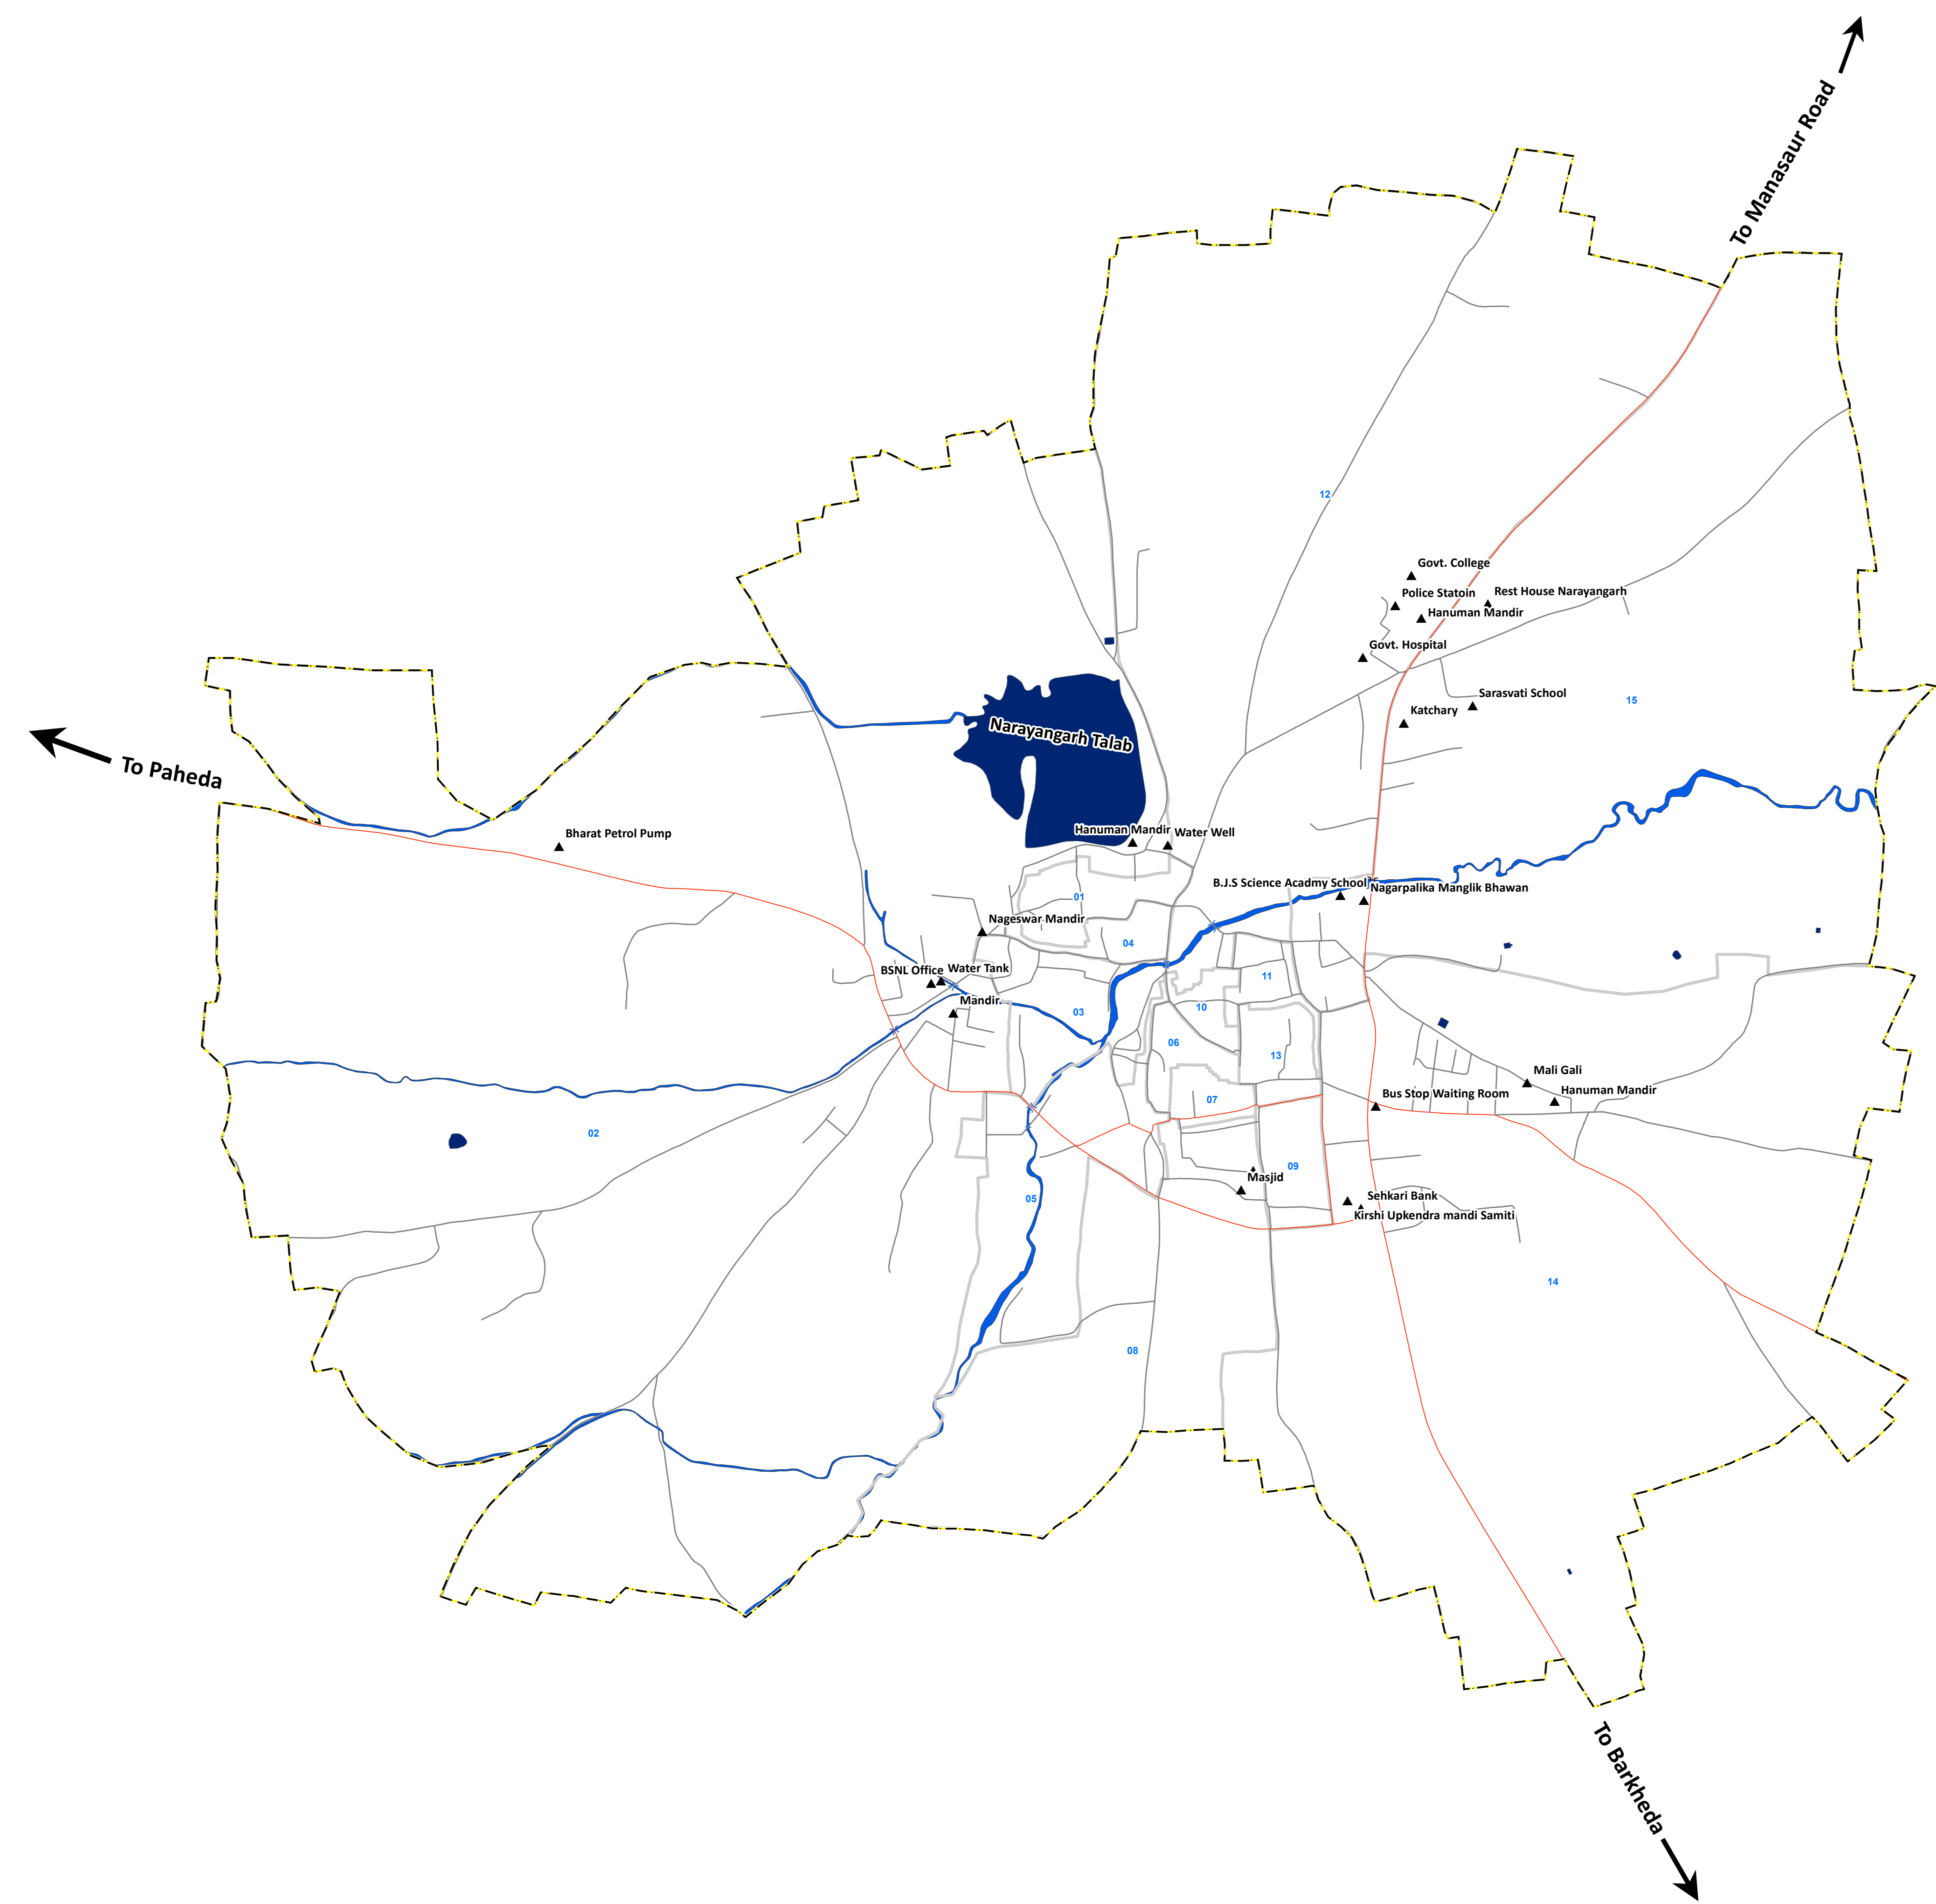 To Manasaur Road
12
Govt. College
Police Statoin
Rest House Narayangarh
Hanuman Mandir
Govt. Hospital
Sarasvati School
15
Katchary
Narayangarh Talab
To Paheda
Bharat Petrol Pump
Hanuman Mandir
Water Well
B.J.S Science Acadmy School
Nagarpalika Manglik Bhawan
01
Nageswar Mandir
04
BSNL Office
Water Tank
11
Mandir
03
10
06
13
Mali Gali
Hanuman Mandir
Bus Stop Waiting Room
07
02
09
Masjid
05
Sehkari Bank
Kirshi Upkendra mandi Samiti
14
08
To Barkheda